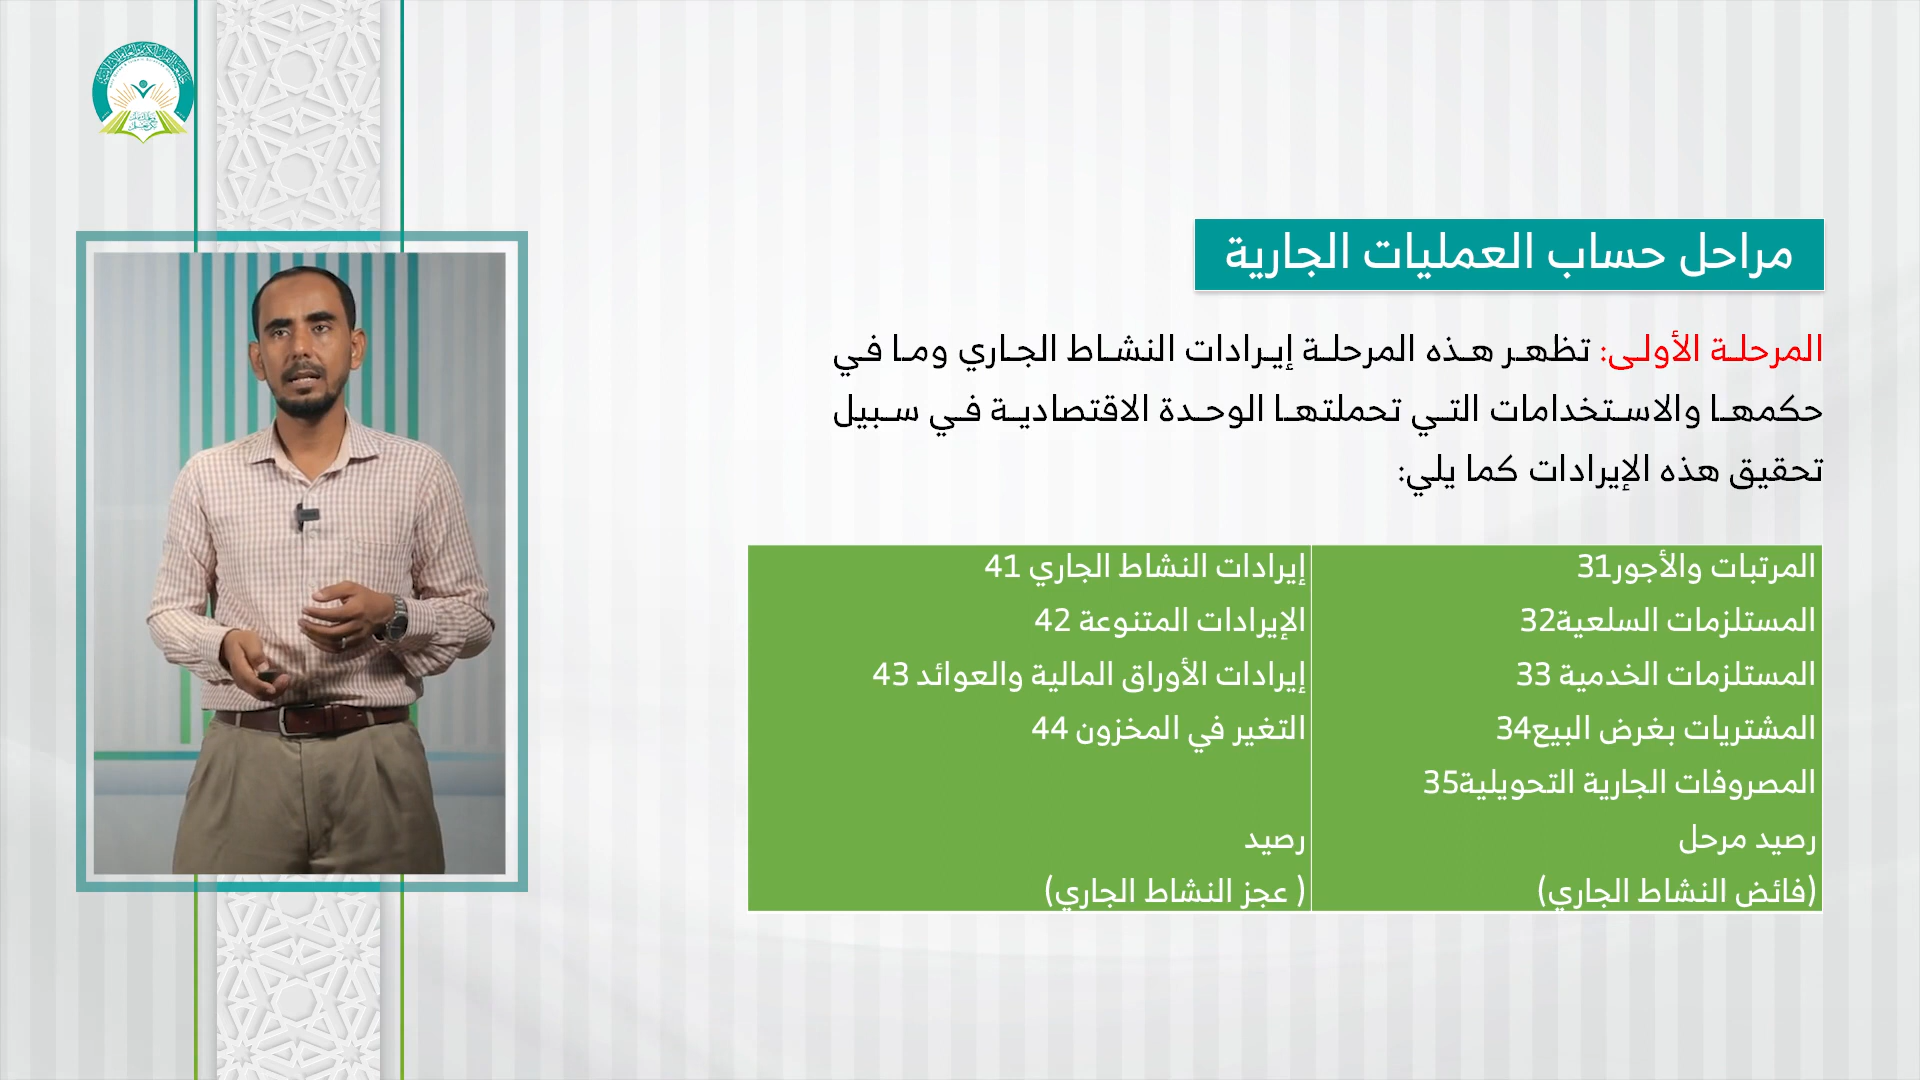 مراحل حساب العمليات الجارية
المرحلة الأولى: تظهر هذه المرحلة إيرادات النشاط الجاري وما في
حكمها والاستخدامات التي تحملتها الوحدة الاقتصادية في سبيل
تحقيق هذه الإيرادات كما يلي:
المرتبات والأجور31
المستلزمات السلعية32
المستلزمات الخدمية 33
المشتريات بغرض البيع34
المصروفات الجارية التحويلية35
رصيد مرحل
(فائض النشاط الجاري)
إيرادات النشاط الجاري 41
الإيرادات المتنوعة 42
إيرادات الأوراق المالية والعوائد 43
التغير في المخزون 44
رصيد
( عجز النشاط الجاري)